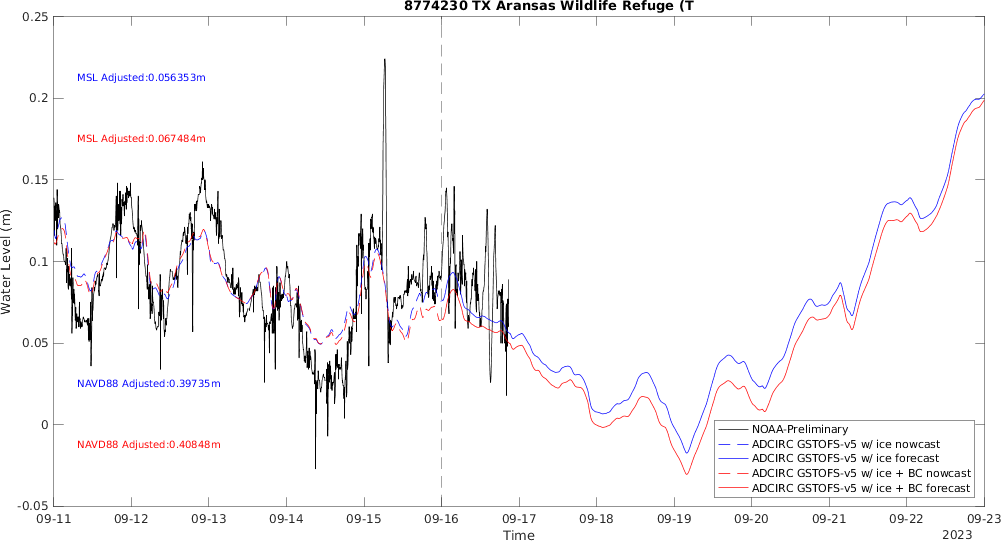 8774230 TX Aransas Wildlife Refuge (T
0.25
0.2
0.15
0.1
0.05
0
-0.05
Water Level (m)
MSL Adjusted:0.056353m
MSL Adjusted:0.067484m
NAVD88 Adjusted:0.39735m
NAVD88 Adjusted:0.40848m
NOAA-Preliminary
ADCIRC GSTOFS-v5 w/ ice nowcast
ADCIRC GSTOFS-v5 w/ ice forecast
ADCIRC GSTOFS-v5 w/ ice + BC nowcast
ADCIRC GSTOFS-v5 w/ ice + BC forecast
09-11 09-12 09-13 09-14 09-15 09-16 09-17 09-18 09-19 09-20 09-21 09-22 09-23
Time
2023